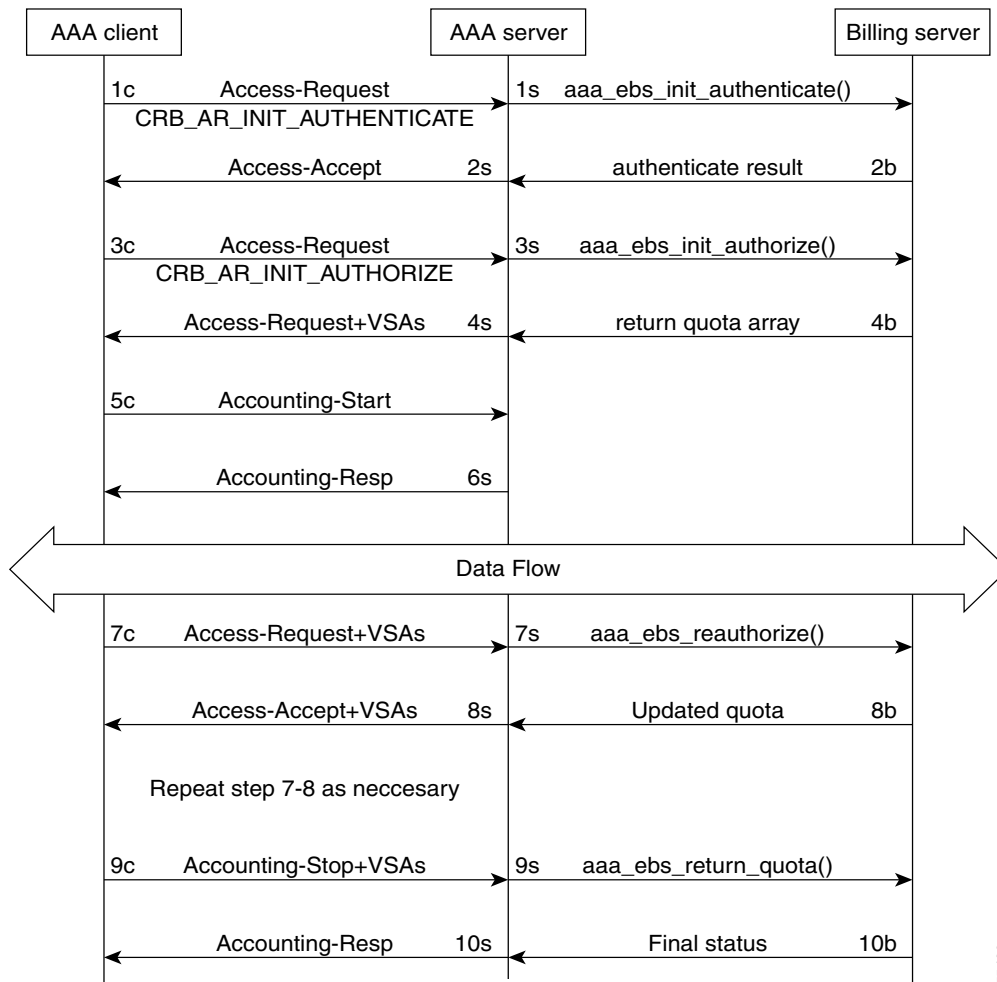 AAA client
AAA server
Billing server
1c Access-Request
CRB_AR_INIT_AUTHENTICATE
1s aaa_ebs_init_authenticate()
Access-Accept 2s
authenticate result 2b
3c Access-Request
CRB_AR_INIT_AUTHORIZE
3s aaa_ebs_init_authorize()
Access-Request+VSAs 4s
return quota array 4b
5c Accounting-Start
Accounting-Resp 6s
Data Flow
7c Access-Request+VSAs
7s aaa_ebs_reauthorize()
Access-Accept+VSAs 8s
Updated quota 8b
Repeat step 7-8 as neccesary
9c Accounting-Stop+VSAs
9s aaa_ebs_return_quota()
Accounting-Resp 10s
Final status 10b